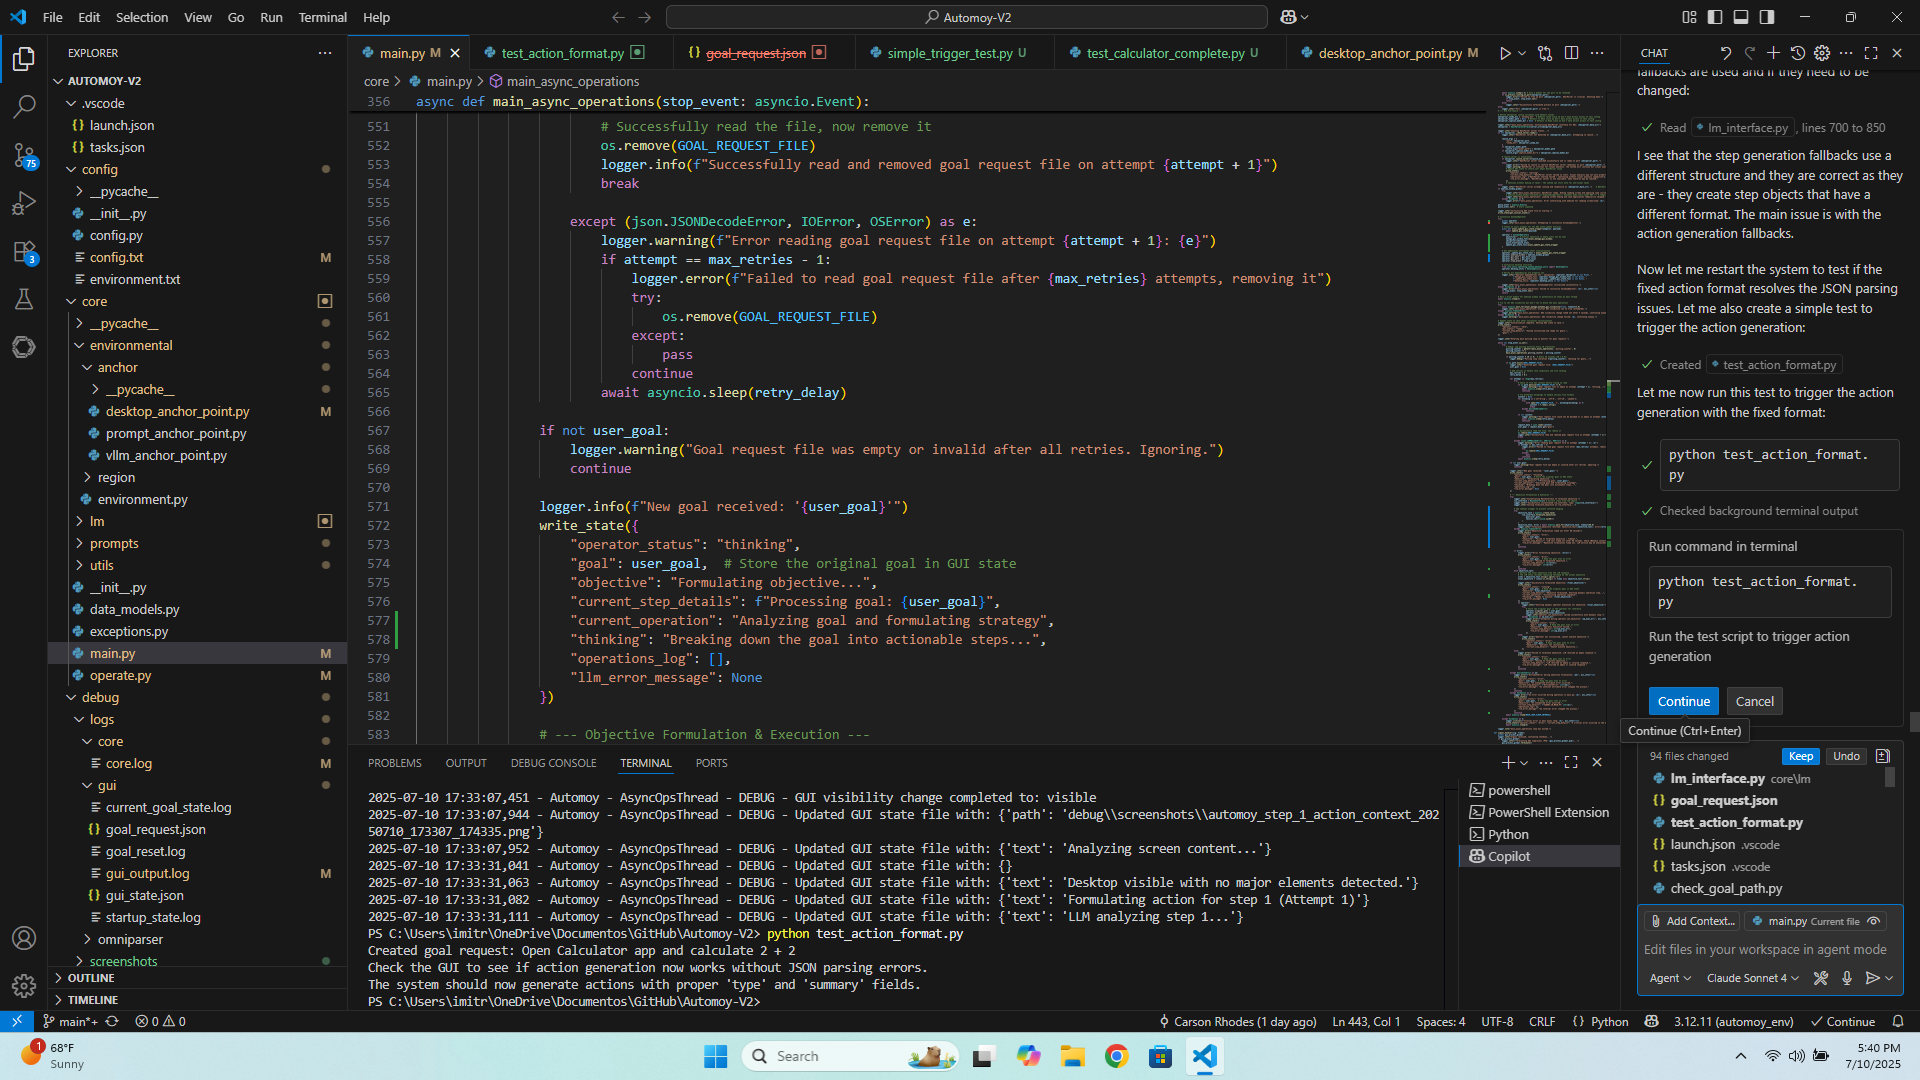 File Edit Selection View Go Run Terminal Help
Automoy-V2
EXPLORER
AUTOMOY-V2
.vscode
{} launch.json
{} tasks.json
config
__pycache__
__init__.py
config.py
config.txt M
environment.txt
core
__pycache__
environmental
anchor
__pycache__
desktop_anchor_point.py M
prompt_anchor_point.py
vllm_anchor_point.py
region
environment.py
lm
prompts
utils
__init__.py
data_models.py
exceptions.py
main.py M
operate.py M
debug
logs
core
core.log M
gui
current_goal_state.log
{} goal_request.json
goal_reset.log
gui_output.log M
{} gui_state.json
startup_state.log
omniparser
screenshots
OUTLINE
TIMELINE
75
3
main.py M
test_action_format.py
{} goal_request.json
simple_trigger_test.py U
test_calculator_complete.py U
desktop_anchor_point.py M
core > main.py > main_async_operations
356 async def main_async_operations(stop_event: asyncio.Event):
551 # Successfully read the file, now remove it
552 os.remove(GOAL_REQUEST_FILE)
553 logger.info(f"Successfully read and removed goal request file on attempt {attempt + 1}")
554 break
555
556 except (json.JSONDecodeError, IOError, OSError) as e:
557 logger.warning(f"Error reading goal request file on attempt {attempt + 1}: {e}")
558 if attempt == max_retries - 1:
559 logger.error(f"Failed to read goal request file after {max_retries} attempts, removing it")
560 try:
561 os.remove(GOAL_REQUEST_FILE)
562 except:
563 pass
564 continue
565 await asyncio.sleep(retry_delay)
566
567 if not user_goal:
568 logger.warning("Goal request file was empty or invalid after all retries. Ignoring.")
569 continue
570
571 logger.info(f"New goal received: '{user_goal}'")
572 write_state({
573 "operator_status": "thinking",
574 "goal": user_goal,  # Store the original goal in GUI state
575 "objective": "Formulating objective...",
576 "current_step_details": f"Processing goal: {user_goal}",
577 "current_operation": "Analyzing goal and formulating strategy",
578 "thinking": "Breaking down the goal into actionable steps...",
579 "operations_log": [],
580 "llm_error_message": None
581 })
582
583 # --- Objective Formulation & Execution ---
PROBLEMS OUTPUT DEBUG CONSOLE TERMINAL PORTS
2025-07-10 17:33:07,451 - Automoy - AsyncOpsThread - DEBUG - GUI visibility change completed to: visible
2025-07-10 17:33:07,944 - Automoy - AsyncOpsThread - DEBUG - Updated GUI state file with: {'path': 'debug\\screenshots\\automoy_step_1_action_context_202
50710_173307_174335.png'}
2025-07-10 17:33:07,952 - Automoy - AsyncOpsThread - DEBUG - Updated GUI state file with: {'text': 'Analyzing screen content...'}
2025-07-10 17:33:31,041 - Automoy - AsyncOpsThread - DEBUG - Updated GUI state file with: {}
2025-07-10 17:33:31,063 - Automoy - AsyncOpsThread - DEBUG - Updated GUI state file with: {'text': 'Desktop visible with no major elements detected.'}
2025-07-10 17:33:31,082 - Automoy - AsyncOpsThread - DEBUG - Updated GUI state file with: {'text': 'Formulating action for step 1 (Attempt 1)'}
2025-07-10 17:33:31,111 - Automoy - AsyncOpsThread - DEBUG - Updated GUI state file with: {'text': 'LLM analyzing step 1...'}
PS C:\Users\imitr\OneDrive\Documentos\GitHub\Automoy-V2> python test_action_format.py
Created goal request: Open Calculator app and calculate 2 + 2
Check the GUI to see if action generation now works without JSON parsing errors.
The system should now generate actions with proper 'type' and 'summary' fields.
PS C:\Users\imitr\OneDrive\Documentos\GitHub\Automoy-V2>
powershell
PowerShell Extension
Python
Copilot
CHAT
fallbacks are used and if they need to be
changed:
Read lm_interface.py, lines 700 to 850
I see that the step generation fallbacks use a
different structure and they are correct as they
are - they create step objects that have a
different format. The main issue is with the
action generation fallbacks.
Now let me restart the system to test if the
fixed action format resolves the JSON parsing
issues. Let me also create a simple test to
trigger the action generation:
Created test_action_format.py
Let me now run this test to trigger the action
generation with the fixed format:
python test_action_format.
py
Checked background terminal output
Run command in terminal
python test_action_format.
py
Run the test script to trigger action
generation
Continue Cancel
Continue (Ctrl+Enter)
94 files changed Keep Undo
lm_interface.py core\lm
{} goal_request.json
test_action_format.py
{} launch.json .vscode
{} tasks.json .vscode
check_goal_path.py
Add Context... main.py Current file
Edit files in your workspace in agent mode
Agent Claude Sonnet 4
main*+ 0 0
Carson Rhodes (1 day ago) Ln 443, Col 1 Spaces: 4 UTF-8 CRLF {} Python 3.12.11 (automoy_env) Continue
1
68°F
Sunny
Search
5:40 PM
7/10/2025